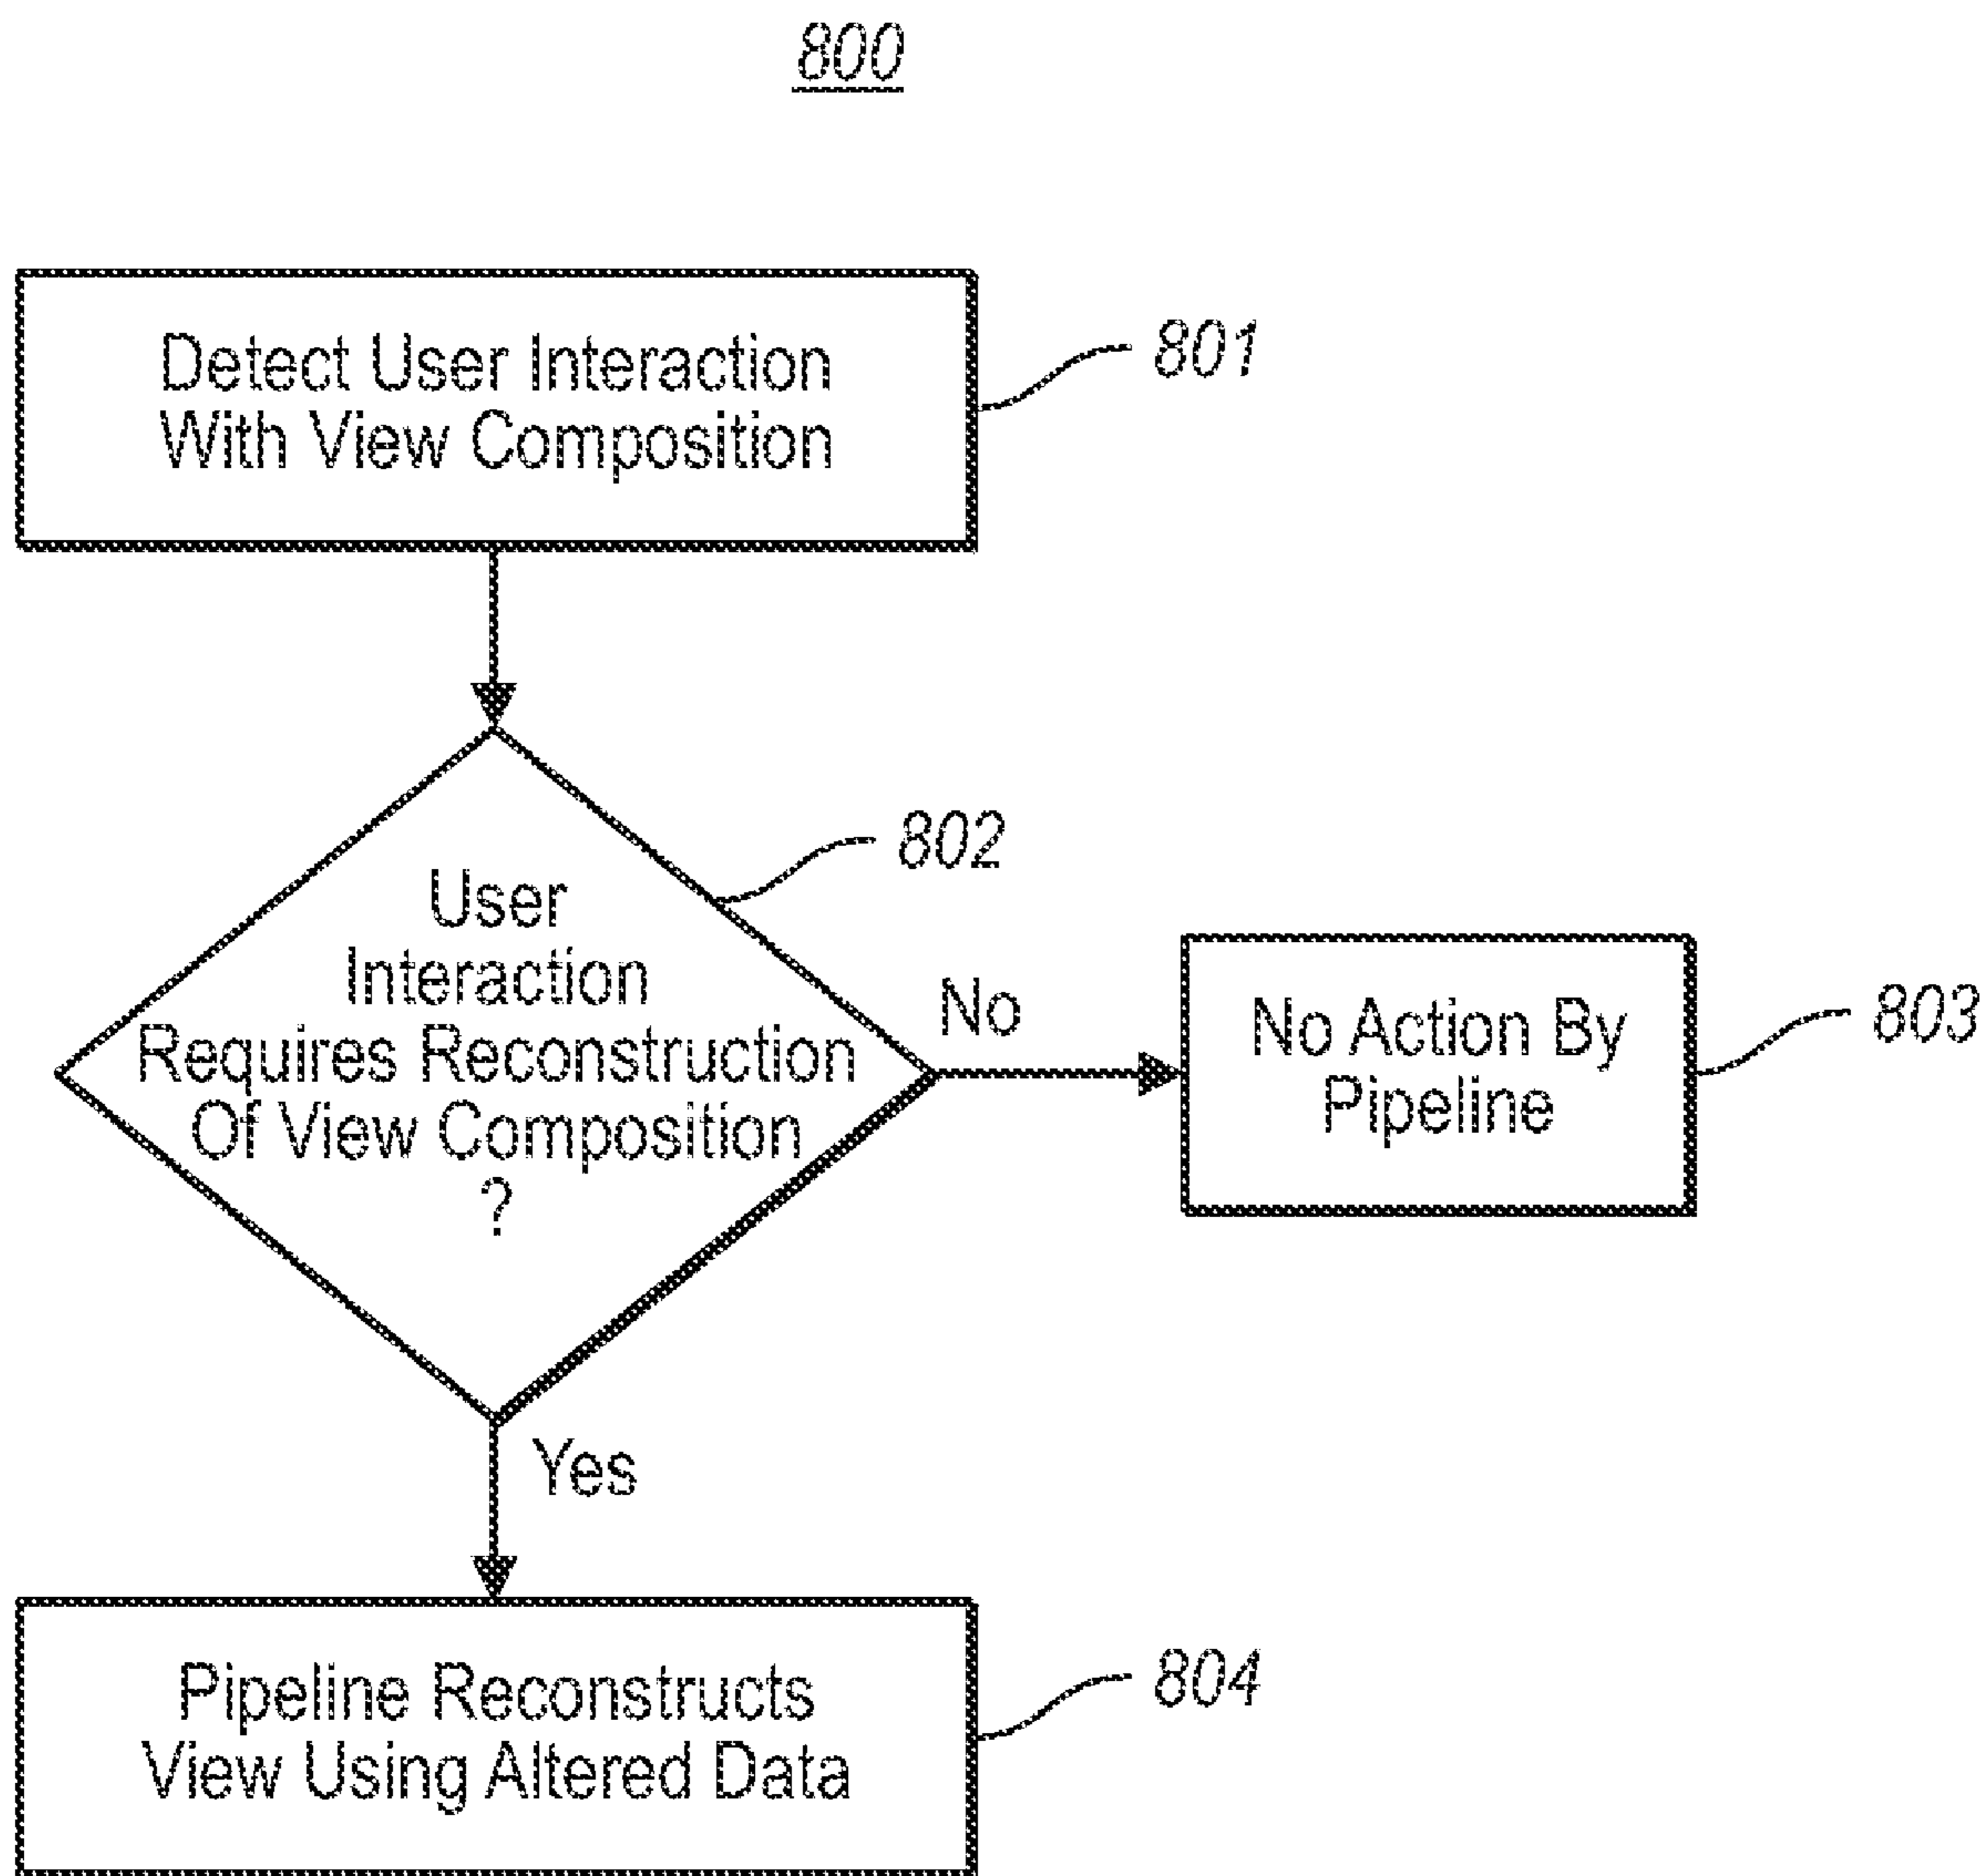 800
Detect User Interaction
With View Composition
801
802
User
Interaction
Requires Reconstruction
Of View Composition
?
No
No Action By
Pipeline
803
Yes
Pipeline Reconstructs
View Using Altered Data
804